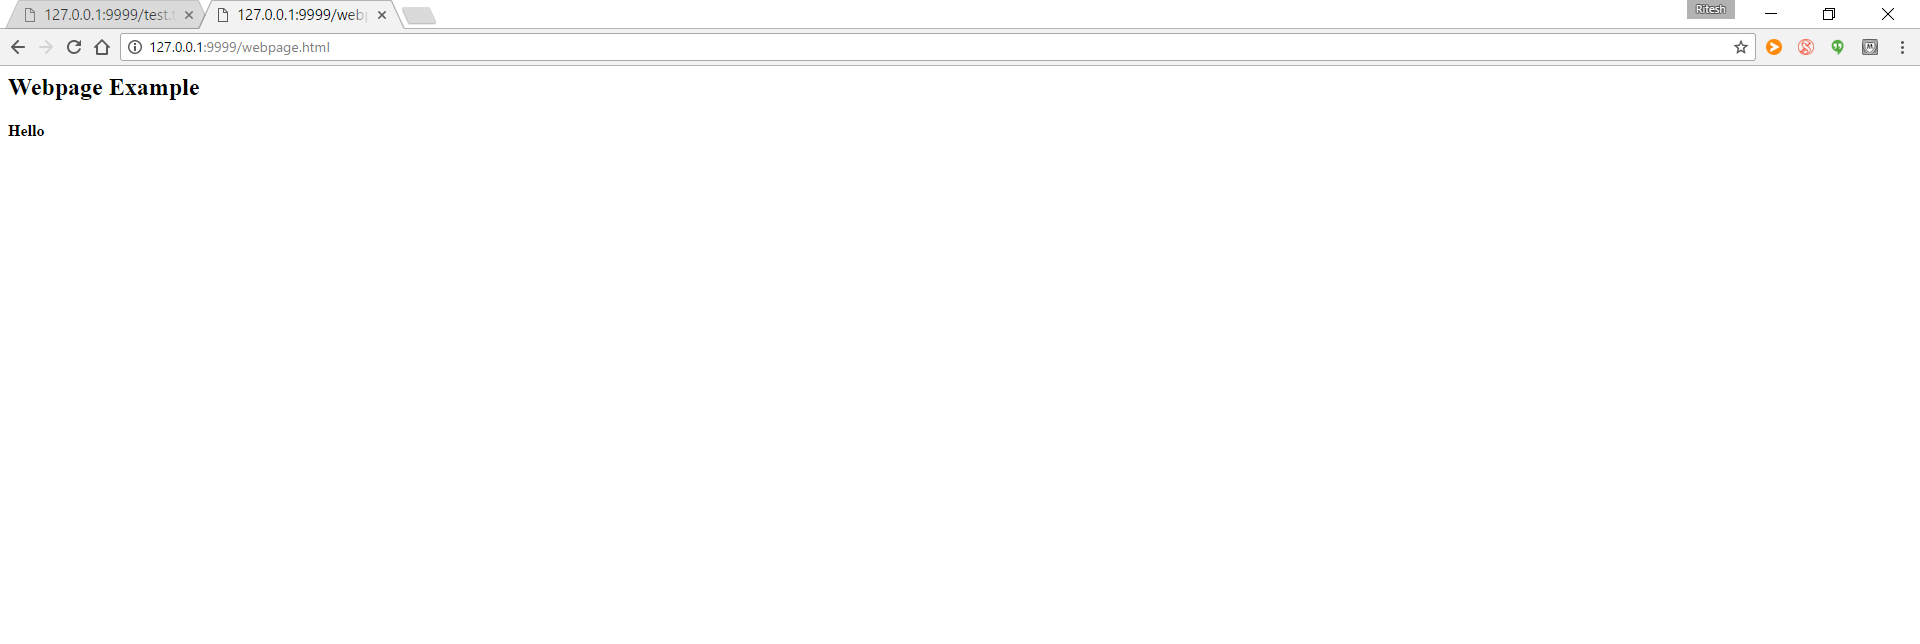 127.0.0.1:9999/test.t
127.0.0.1:9999/web
Ritesh
127.0.0.1:9999/webpage.html
Webpage Example
Hello